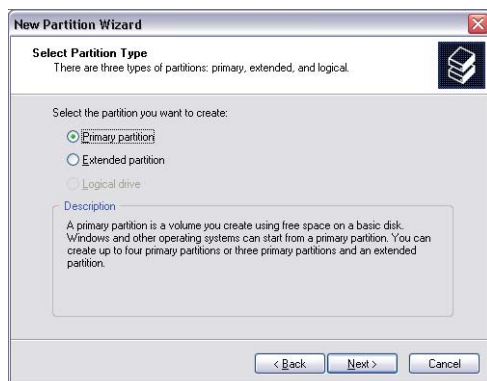 New Partition Wizard
Select Partition Type
There are three types of partitions: primary, extended, and logical.
Select the partition you want to create:
Primary partition
Extended partition
Logical drive
Description
A primary partition is a volume you create using free space on a basic disk.
Windows and other operating systems can start from a primary partition. You can
create up to four primary partitions or three primary partitions and an extended
partition.
< Back
Next >
Cancel